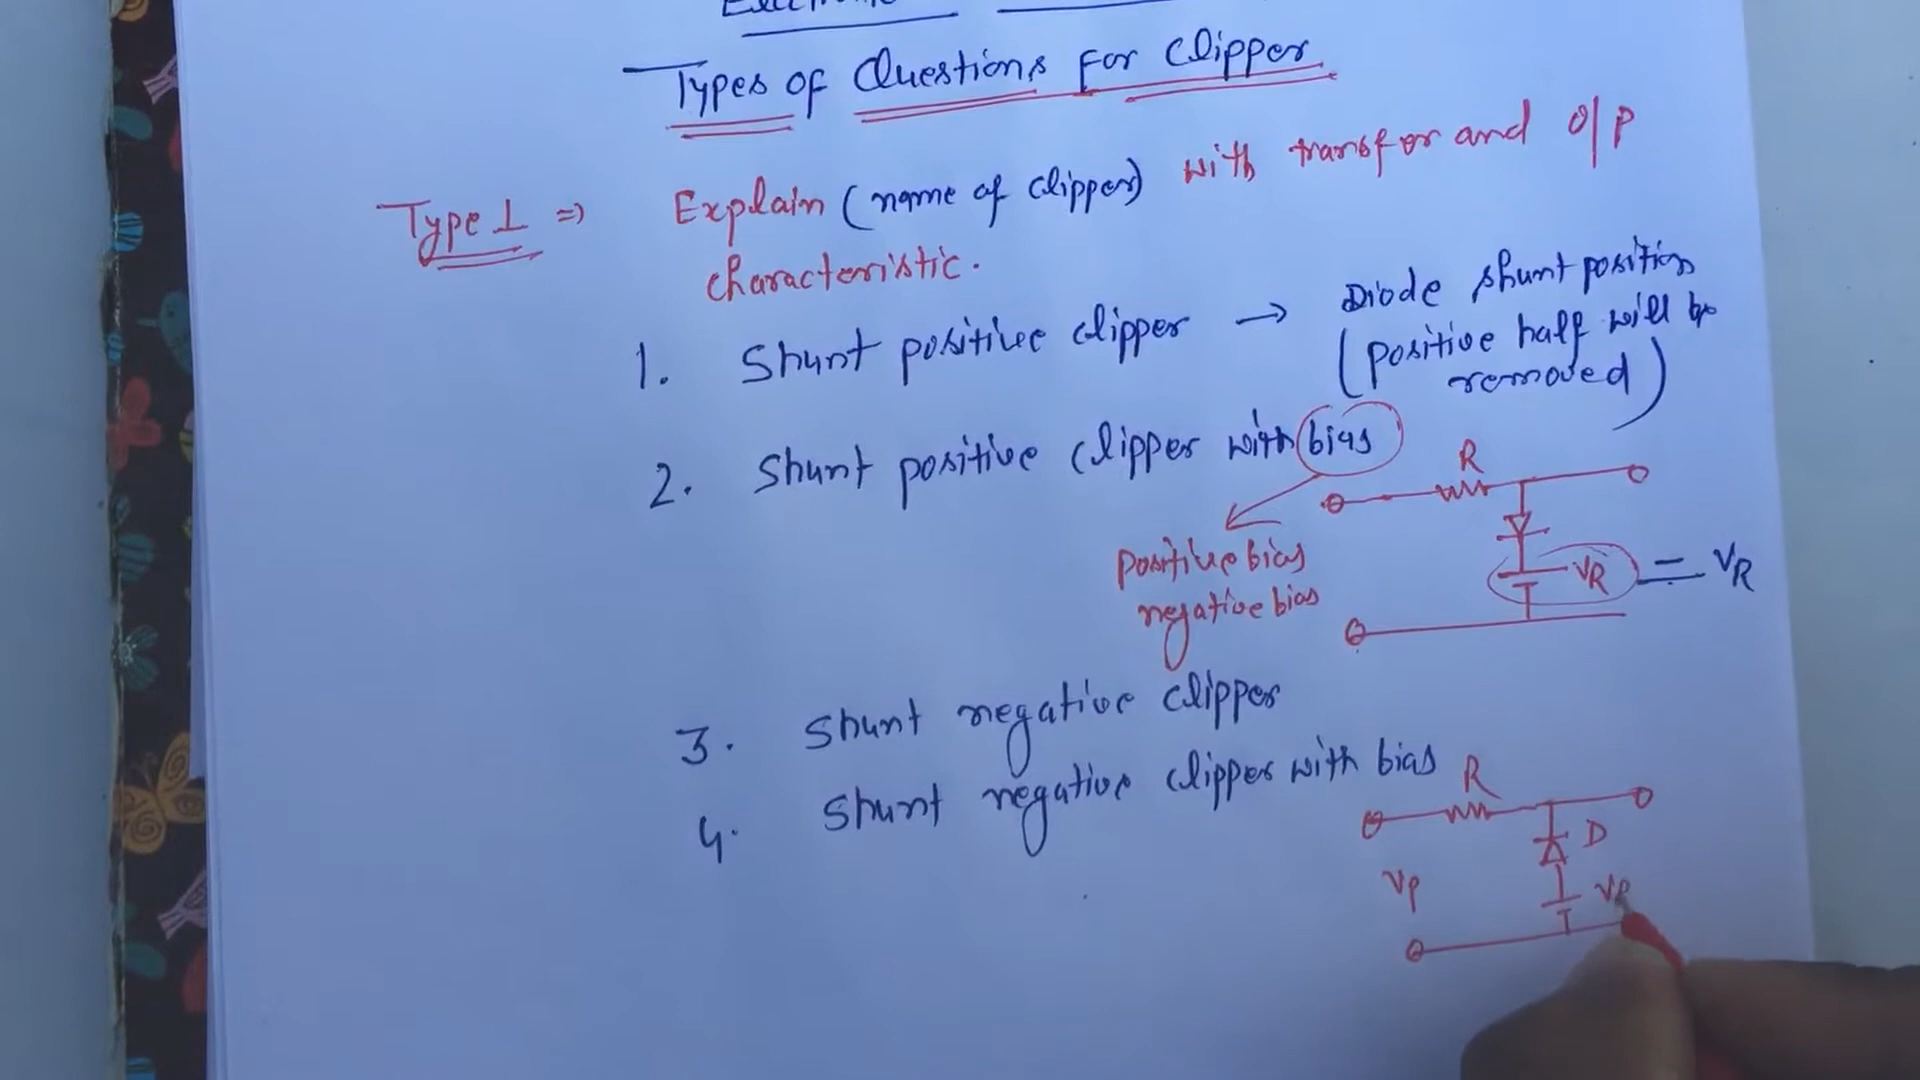 Types of Questions For Clipper
Type 1 ⇒ Explain (name of clipper) with transfer and O/P
characteristic.
1. Shunt positive clipper → Diode shunt position
(positive half will be
removed)
2. Shunt positive clipper with bias
R
Positive bias
negative bias
VR = VR
3. Shunt negative clipper
4. Shunt negative clipper with bias
R
D